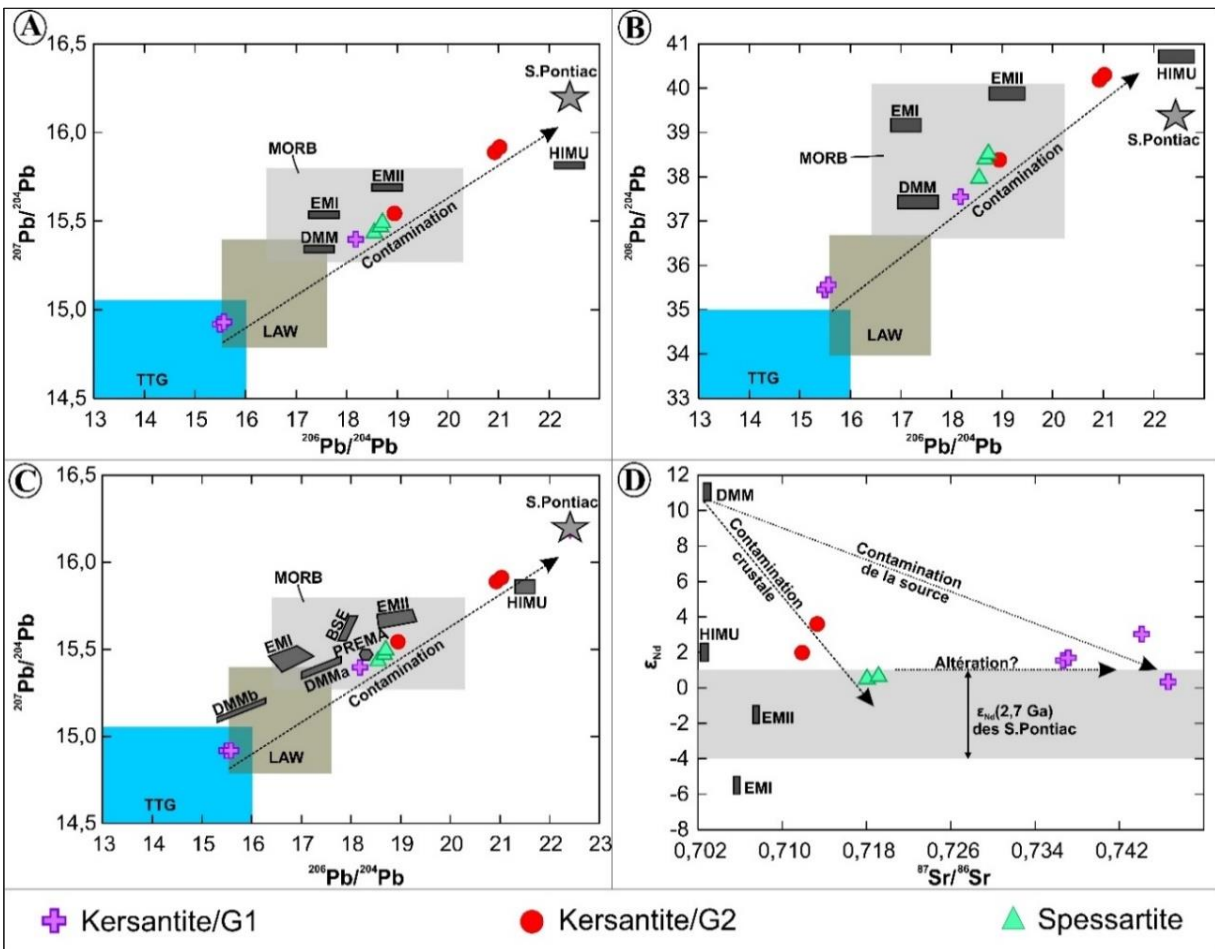 A
16,5
16,0
15,5
15,0
14,5
207Pb/204Pb
S.Pontiac
HIMU
MORB
EMII
EMI
DMM
Contamination
LAW
TTG
13 14 15 16 17 18 19 20 21 22
206Pb/204Pb
B
41
40
39
38
37
36
35
34
33
208Pb/204Pb
HIMU
EMII
EMI
S.Pontiac
MORB
DMM
Contamination
LAW
TTG
13 14 15 16 17 18 19 20 21 22
206Pb/204Pb
C
16,5
16,0
15,5
15,0
14,5
207Pb/204Pb
S.Pontiac
MORB
HIMU
EMII
BSE
EMI
PREMA
DMMa
Contamination
DMMb
LAW
TTG
13 14 15 16 17 18 19 20 21 22 23
206Pb/204Pb
D
12
10
8
6
4
2
0
-2
-4
-6
-8
εNd
DMM
Contamination
crustale
Contamination
de la source
HIMU
Altération?
εNd(2,7 Ga)
des S.Pontiac
EMII
EMI
0,702 0,710 0,718 0,726 0,734 0,742
87Sr/86Sr
Kersantite/G1
Kersantite/G2
Spessartite